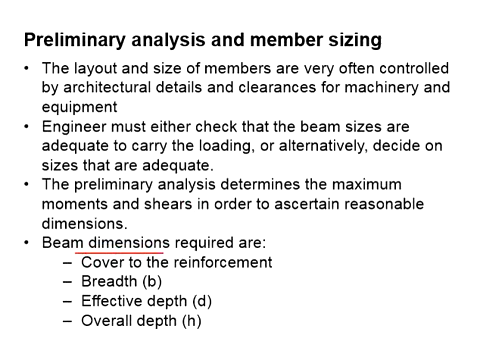 Preliminary analysis and member sizing
• The layout and size of members are very often controlled
by architectural details and clearances for machinery and
equipment
• Engineer must either check that the beam sizes are
adequate to carry the loading, or alternatively, decide on
sizes that are adequate.
• The preliminary analysis determines the maximum
moments and shears in order to ascertain reasonable
dimensions.
• Beam dimensions required are:
– Cover to the reinforcement
– Breadth (b)
– Effective depth (d)
– Overall depth (h)